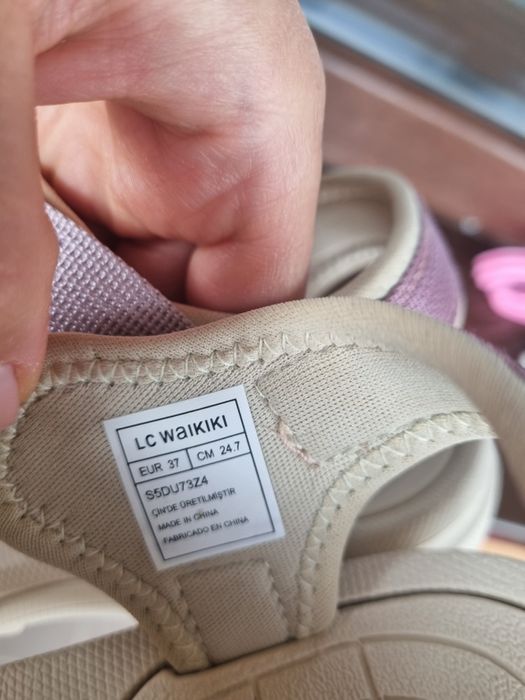 LC WaIKIKI
EUR 37 CM 24.7
S5DU73Z4
ÇİN'DE ÜRETİLMİŞTİR
MADE IN CHINA
FABRICADO EN CHINA